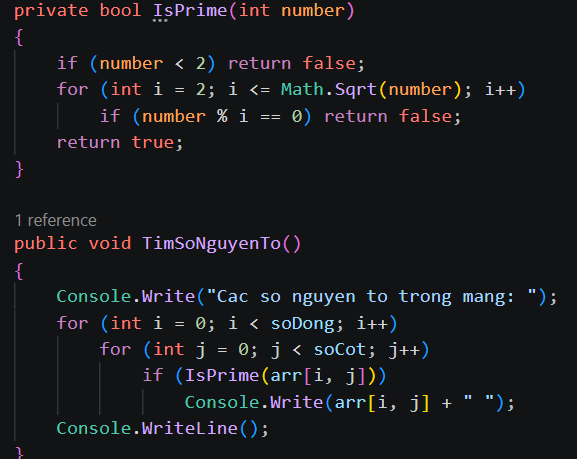 private bool IsPrime(int number)
{
    if (number < 2) return false;
    for (int i = 2; i <= Math.Sqrt(number); i++)
        if (number % i == 0) return false;
    return true;
}
1 reference
public void TimSoNguyenTo()
{
    Console.Write("Cac so nguyen to trong mang: ");
    for (int i = 0; i < soDong; i++)
        for (int j = 0; j < soCot; j++)
            if (IsPrime(arr[i, j]))
                Console.Write(arr[i, j] + " ");
    Console.WriteLine();
}